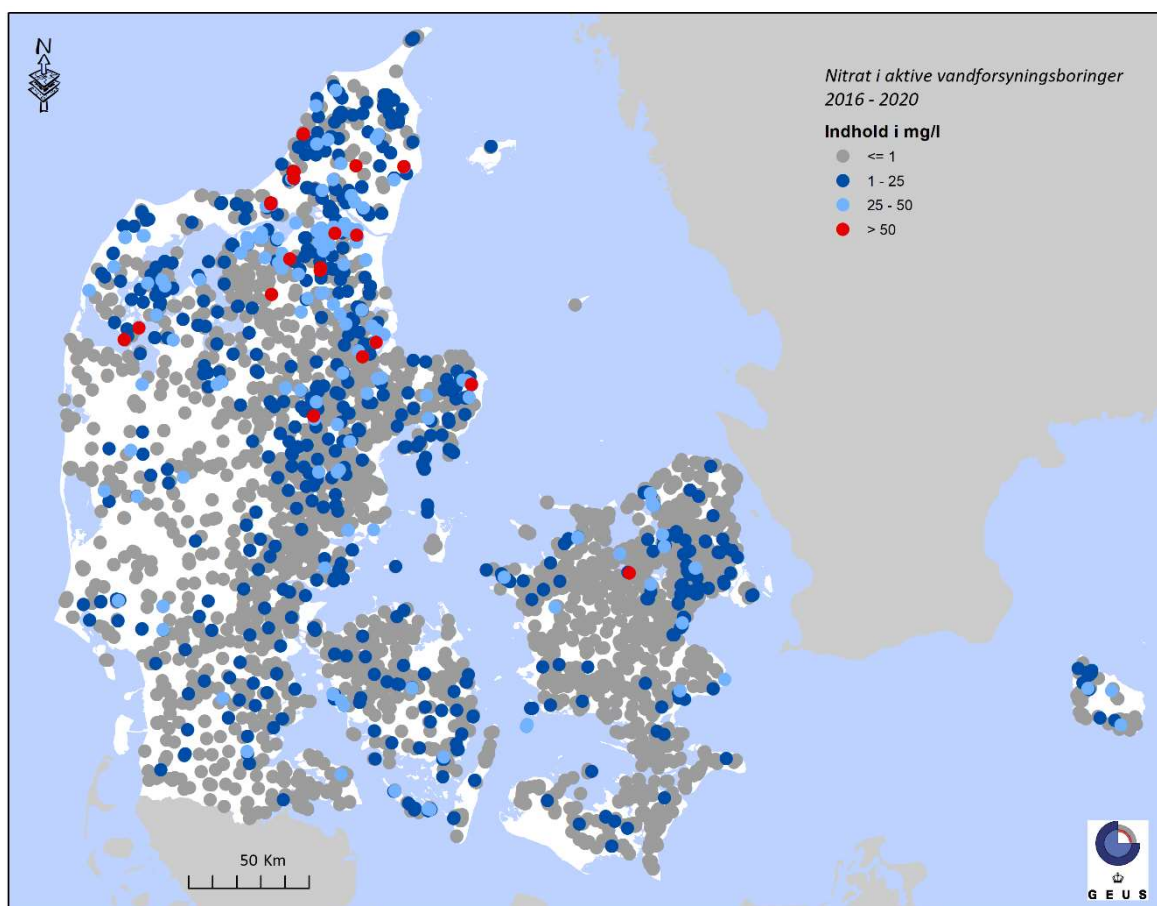 N
Nitrat i aktive vandforsyningsboringer
2016 - 2020
Indhold i mg/l
<= 1
1 - 25
25 - 50
> 50
50 Km
G E U S